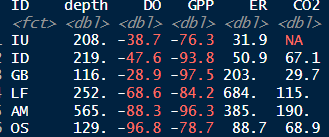 ID depth DO GPP ER CO2
<fct> <dbl> <dbl> <dbl> <dbl> <dbl>
IU 208. -38.7 -76.3 31.9 NA
ID 219. -47.6 -93.8 50.9 67.1
GB 116. -28.9 -97.5 203. 29.7
LF 252. -68.6 -84.2 684. 115.
AM 565. -88.3 -96.3 385. 190.
OS 129. -96.8 -78.7 88.7 68.9